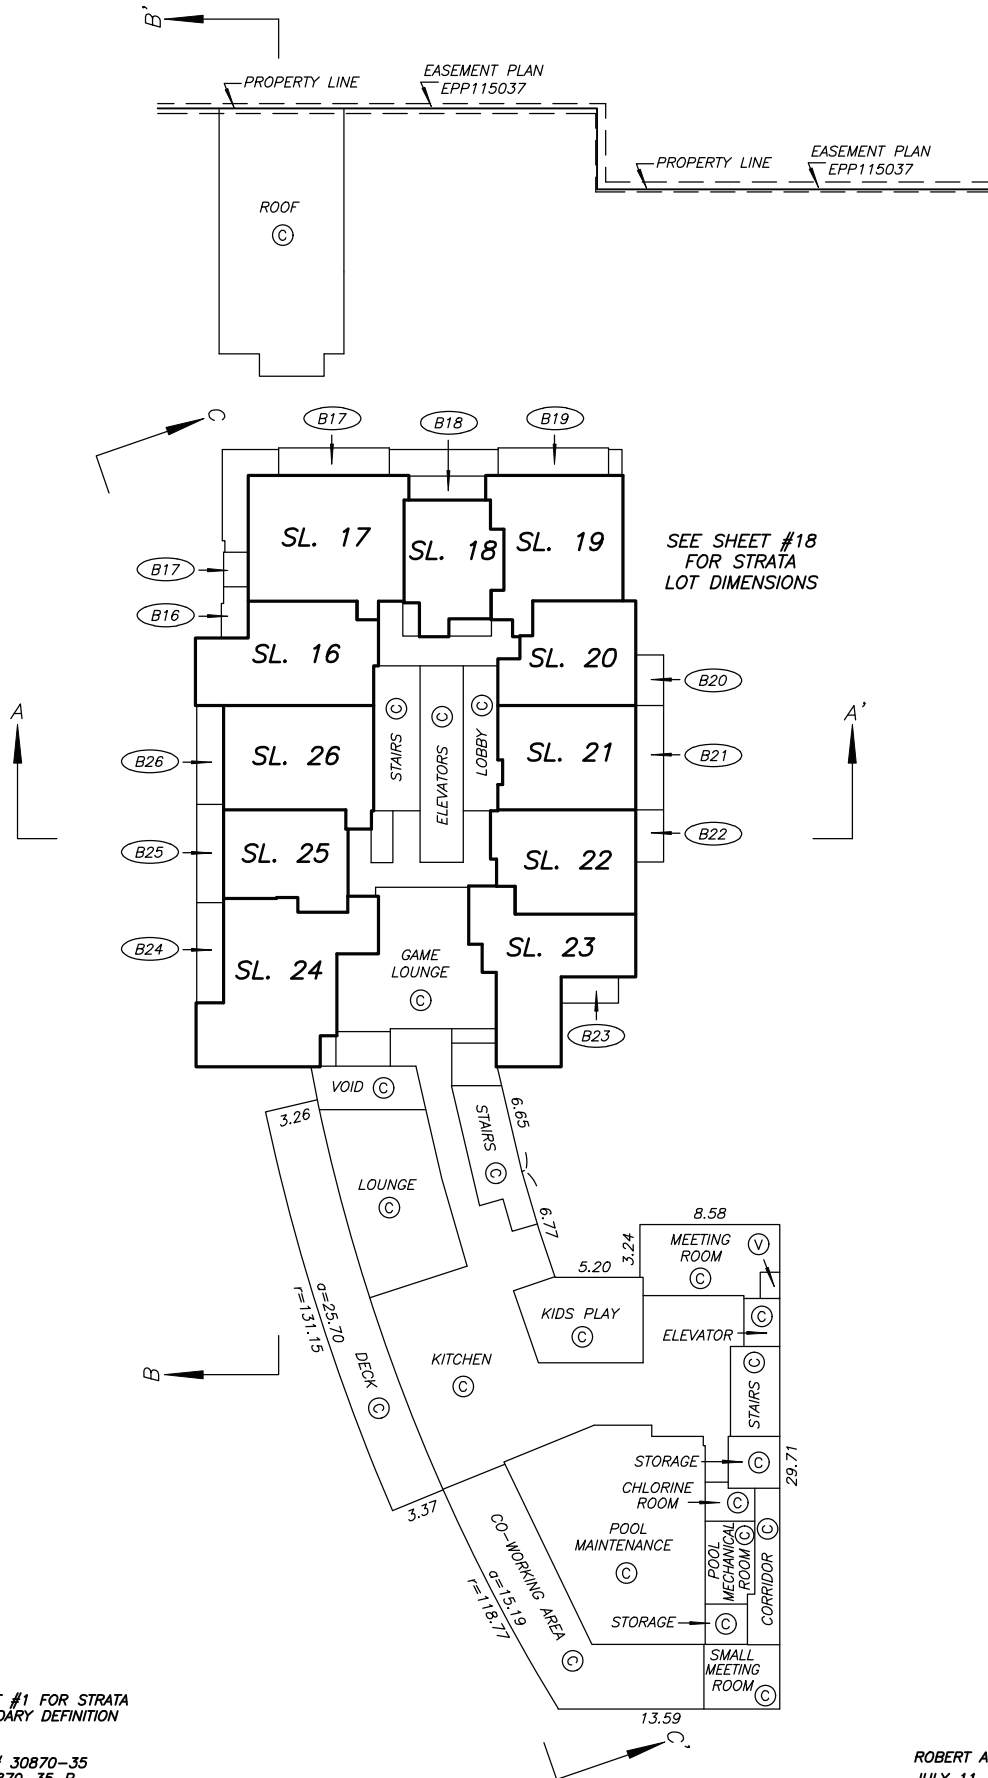 B'
PROPERTY LINE
EASEMENT PLAN
EPP115037
PROPERTY LINE
EASEMENT PLAN
EPP115037
ROOF
C
C
B17
B18
B19
SL. 17
SL. 18
SL. 19
SEE SHEET #18
FOR STRATA
LOT DIMENSIONS
B17
B16
SL. 16
SL. 20
B20
A
A'
STAIRS C
ELEVATORS C
LOBBY C
B26
SL. 26
SL. 21
B21
B25
SL. 25
SL. 22
B22
B24
SL. 24
GAME
LOUNGE
C
SL. 23
B23
VOID C
3.26
STAIRS C
6.65
LOUNGE
C
6.77
8.58
3.24
MEETING
ROOM
C
V
5.20
KIDS PLAY
C
C
ELEVATOR
a=25.70
r=131.15
DECK C
B
KITCHEN
C
STAIRS C
STORAGE
C
29.71
CHLORINE
ROOM
C
3.37
CO-WORKING AREA
a=15.19
r=118.77
C
POOL
MAINTENANCE
C
POOL
MECHANICAL
ROOM C
CORRIDOR C
STORAGE
C
SMALL
MEETING
ROOM
C
13.59
C'
#1 FOR STRATA
DEFINITION
30870-35
ROBERT A
JULY 11